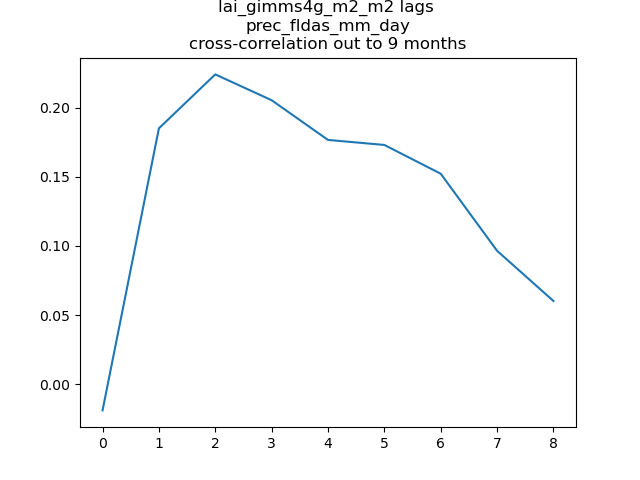 lai_gimms4g_m2_m2 lags
prec_fldas_mm_day
cross-correlation out to 9 months
0.20
0.15
0.10
0.05
0.00
0 1 2 3 4 5 6 7 8